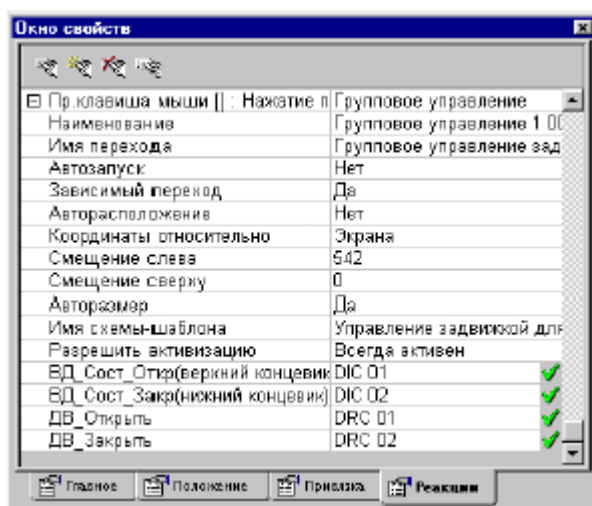 Окно свойств
Пр.клавиша мыши [] : Нажатие п Групповое управление
Наименование Групповое управление 1 00
Имя перехода Групповое управление зад
Автозапуск Нет
Зависимый переход Да
Авторасположение Нет
Координаты относительно Экрана
Смещение слева 542
Смещение сверху 0
Авторазмер Да
Имя схемы-шаблона Управление задвижкой для
Разрешить активизацию Всегда активен
ВД_Сост_Откр(верхний концевик DIC 01
ВД_Сост_Закр(нижний концевик) DIC 02
ДВ_Открыть DRC 01
ДВ_Закрыть DRC 02
Главное Положение Привязка Реакции